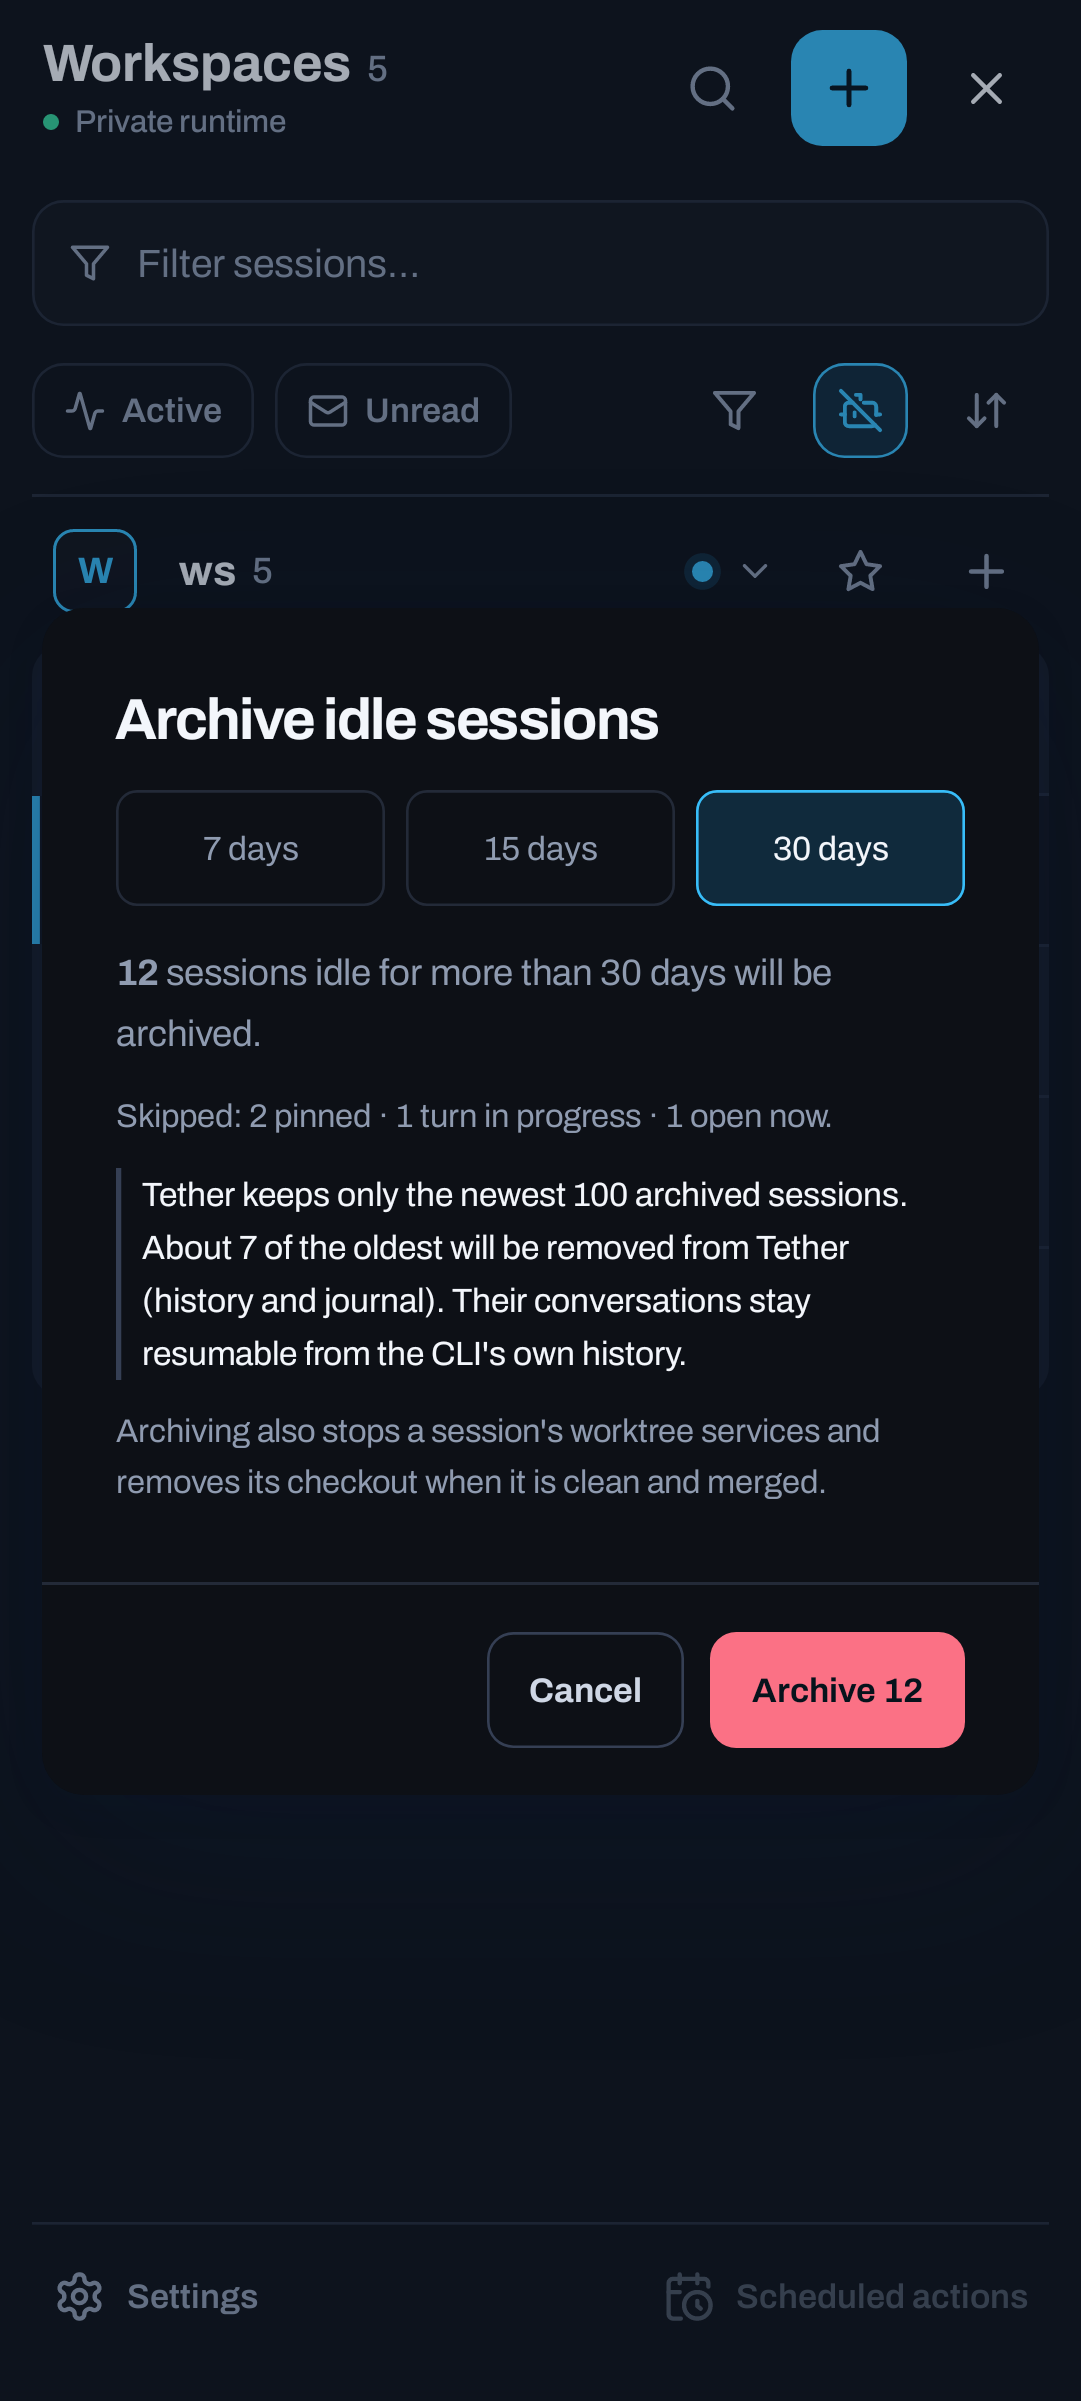 Workspaces 5
Private runtime
Filter sessions...
Active
Unread
W
ws 5
Archive idle sessions
7 days
15 days
30 days
12 sessions idle for more than 30 days will be
archived.
Skipped: 2 pinned · 1 turn in progress · 1 open now.
Tether keeps only the newest 100 archived sessions.
About 7 of the oldest will be removed from Tether
(history and journal). Their conversations stay
resumable from the CLI's own history.
Archiving also stops a session's worktree services and
removes its checkout when it is clean and merged.
Cancel
Archive 12
Settings
Scheduled actions